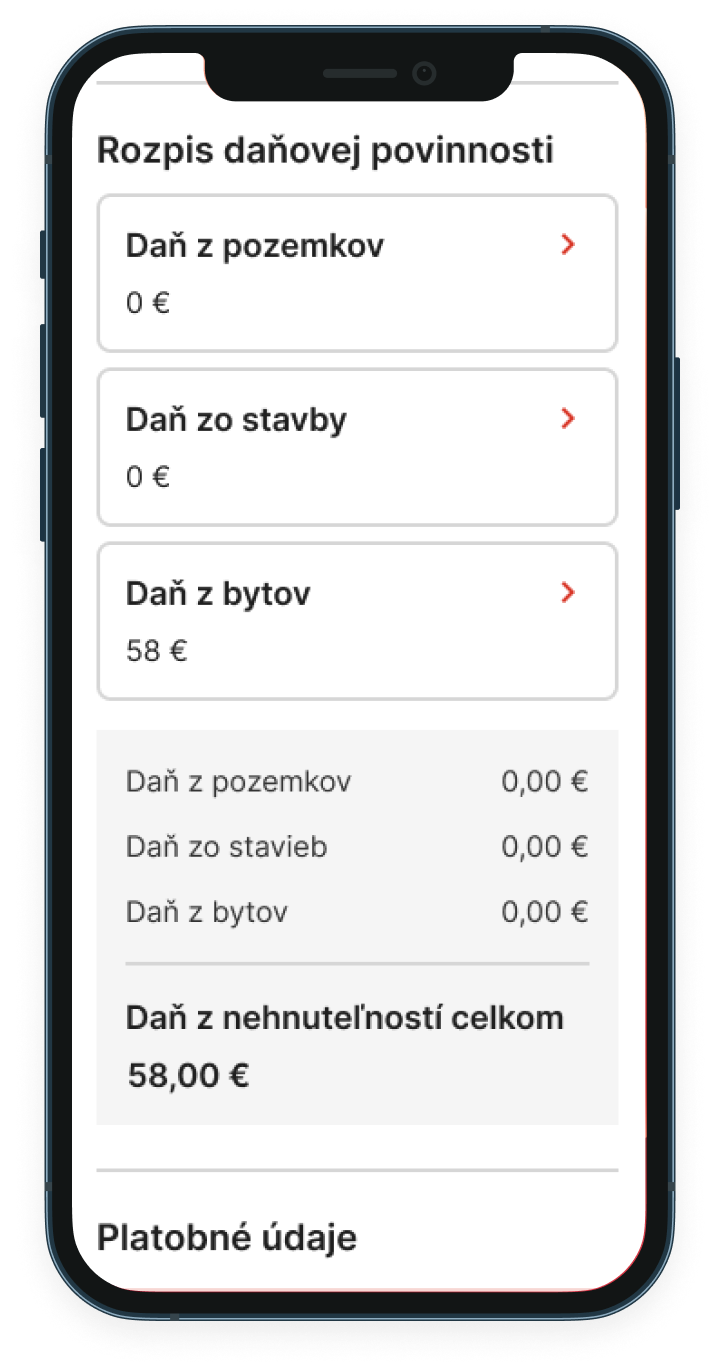 Rozpis daňovej povinnosti
Daň z pozemkov
0 €
Daň zo stavby
0 €
Daň z bytov
58 €
Daň z pozemkov 0,00 €
Daň zo stavieb 0,00 €
Daň z bytov 0,00 €
Daň z nehnuteľností celkom
58,00 €
Platobné údaje